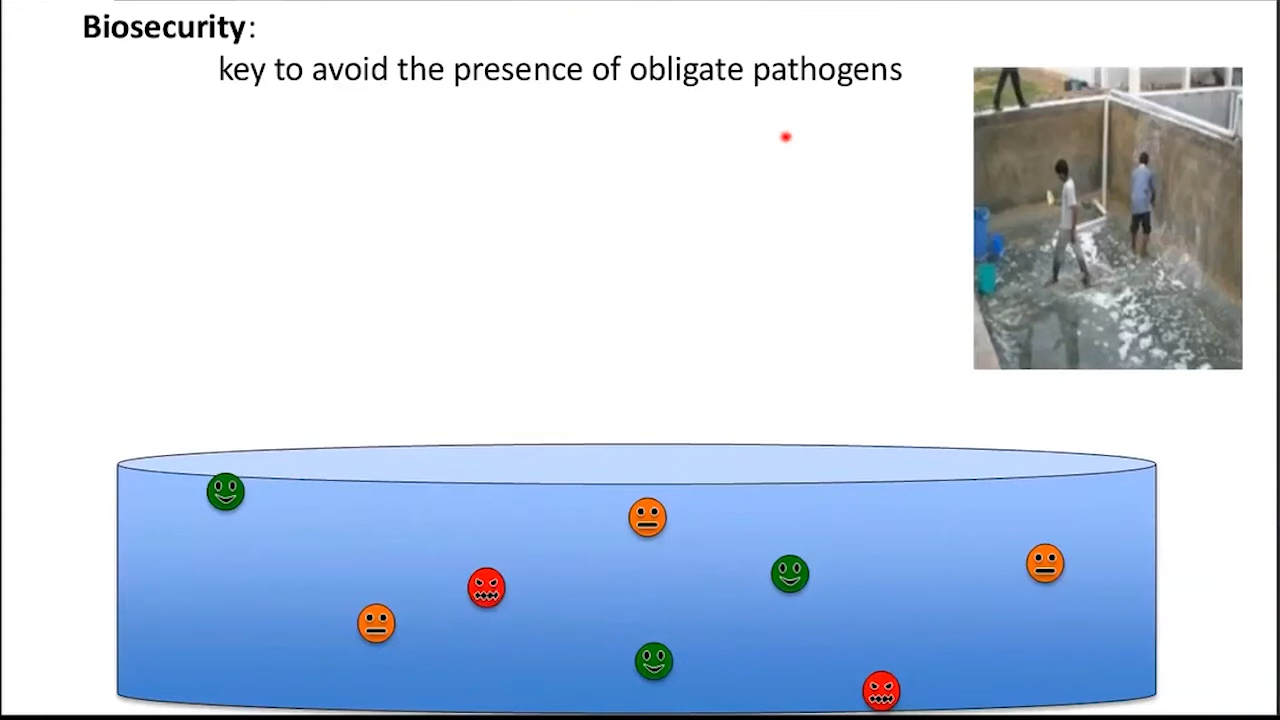 Biosecurity:
key to avoid the presence of obligate pathogens